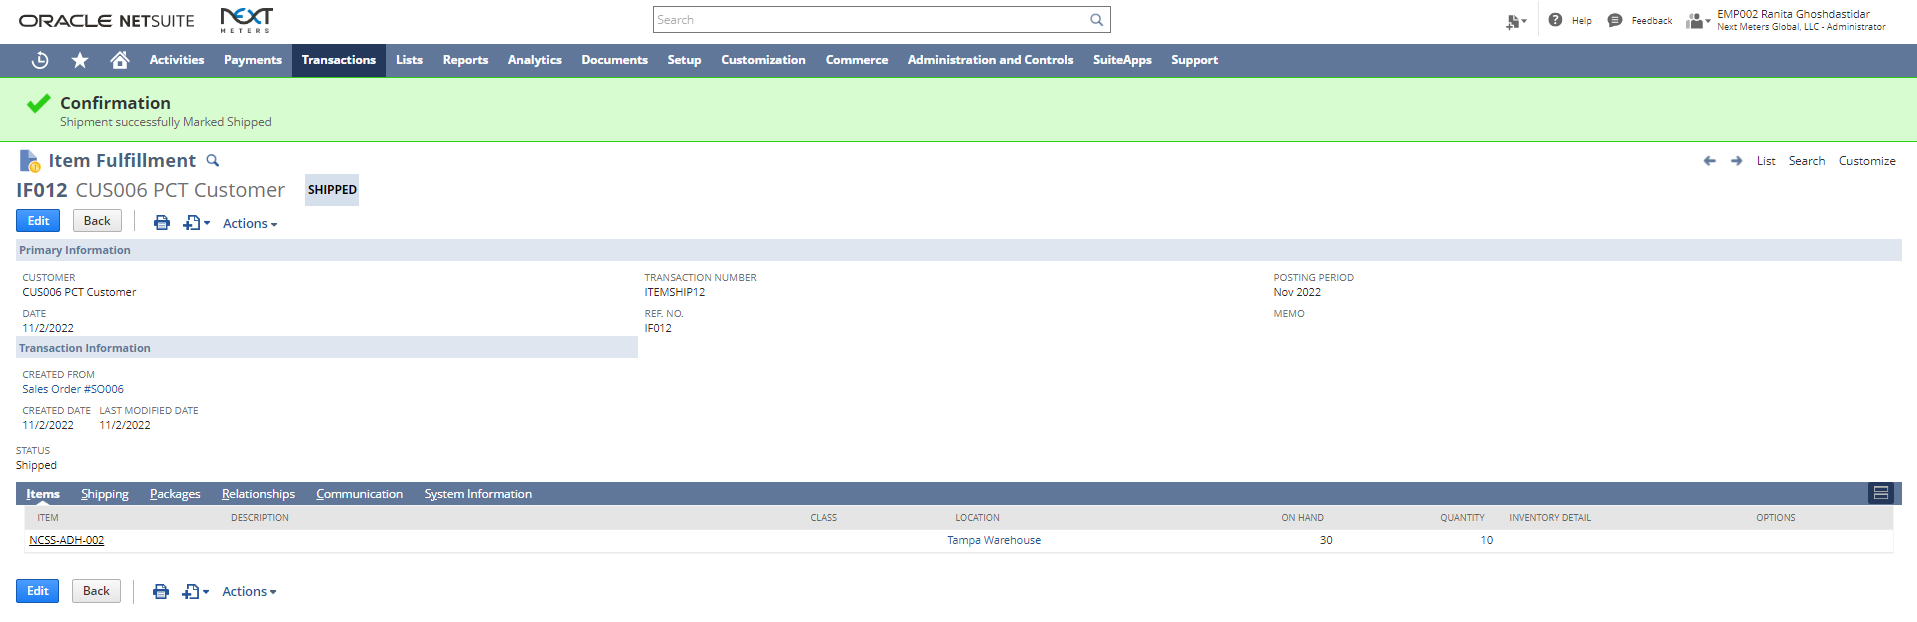 ORACLE NETSUITE
NEXT
METERS
Search
Help
Feedback
EMP002 Ranita Ghoshdastidar
Next Meters Global, LLC - Administrator
Activities Payments Transactions Lists Reports Analytics Documents Setup Customization Commerce Administration and Controls SuiteApps Support
Confirmation
Shipment successfully Marked Shipped
Item Fulfillment
List Search Customize
IF012 CUS006 PCT Customer SHIPPED
Edit Back Actions
Primary Information
CUSTOMER TRANSACTION NUMBER POSTING PERIOD
CUS006 PCT Customer ITEMSHIP12 Nov 2022
DATE REF. NO. MEMO
11/2/2022 IF012
Transaction Information
CREATED FROM
Sales Order #SO006
CREATED DATE LAST MODIFIED DATE
11/2/2022 11/2/2022
STATUS
Shipped
Items Shipping Packages Relationships Communication System Information
ITEM DESCRIPTION CLASS LOCATION ON HAND QUANTITY INVENTORY DETAIL OPTIONS
NCSS-ADH-002 Tampa Warehouse 30 10
Edit Back Actions